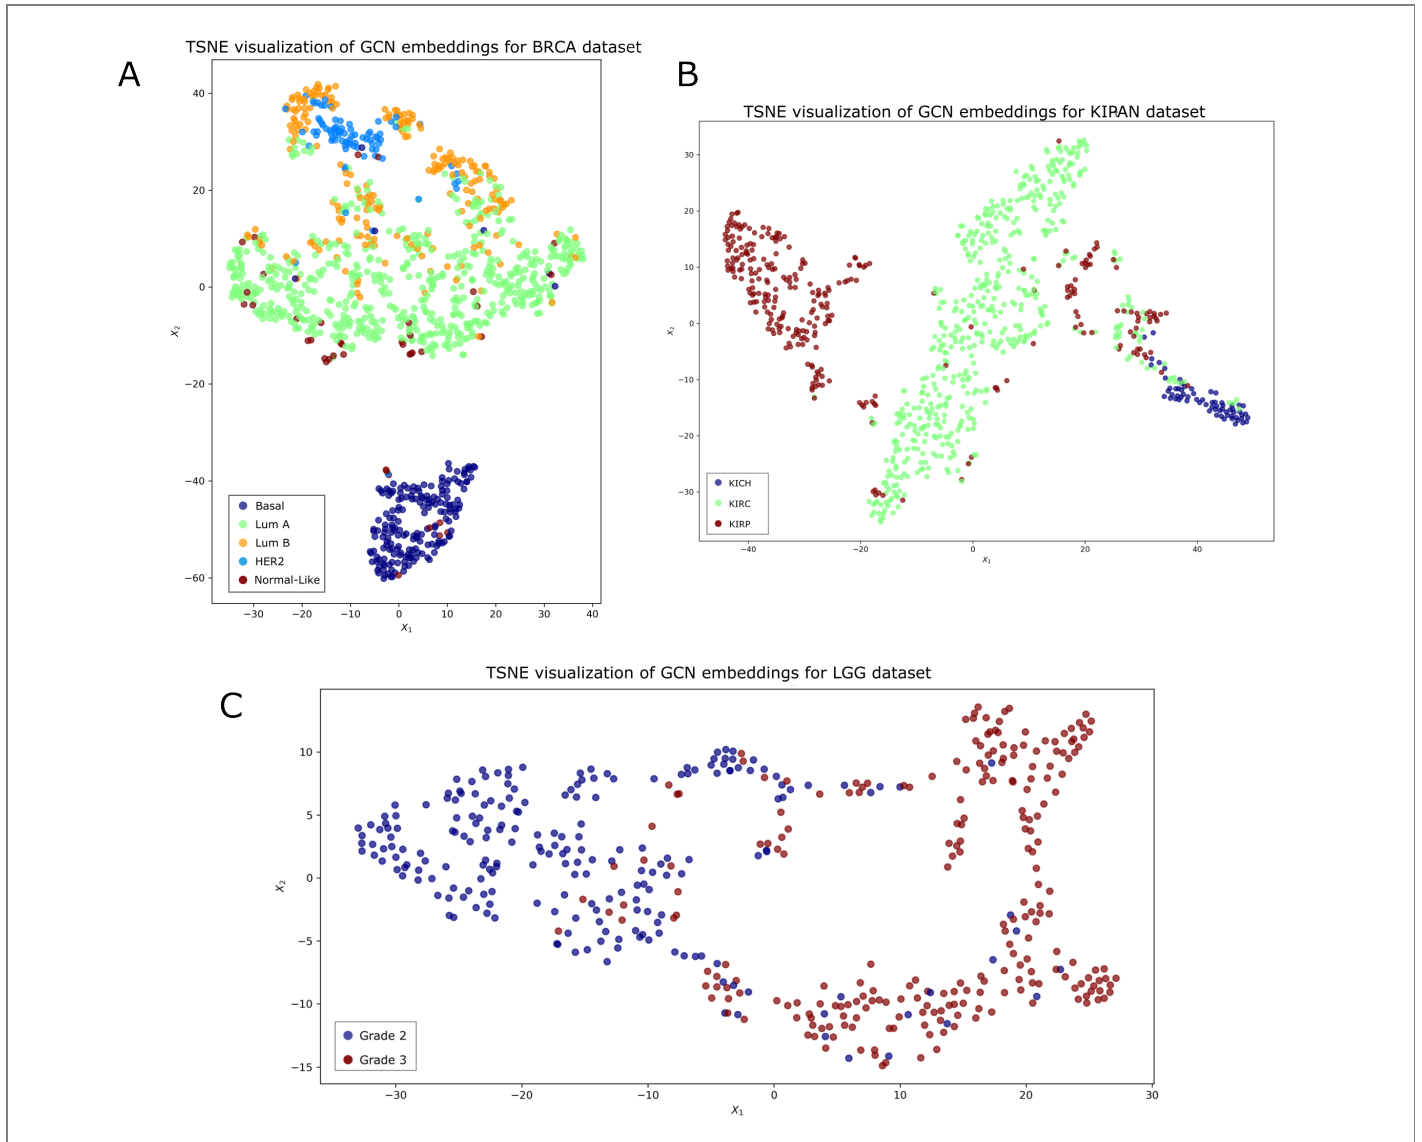 TSNE visualization of GCN embeddings for BRCA dataset
A
40
20
0
−20
−40
−60
X2
Basal
Lum A
Lum B
HER2
Normal-Like
−30 −20 −10 0 10 20 30 40
X1
B
TSNE visualization of GCN embeddings for KIPAN dataset
30
20
10
0
−10
−20
−30
X2
KICH
KIRC
KIRP
−40 −20 0 20 40
X1
TSNE visualization of GCN embeddings for LGG dataset
C
10
5
0
−5
−10
−15
X2
Grade 2
Grade 3
−30 −20 −10 0 10 20 30
X1